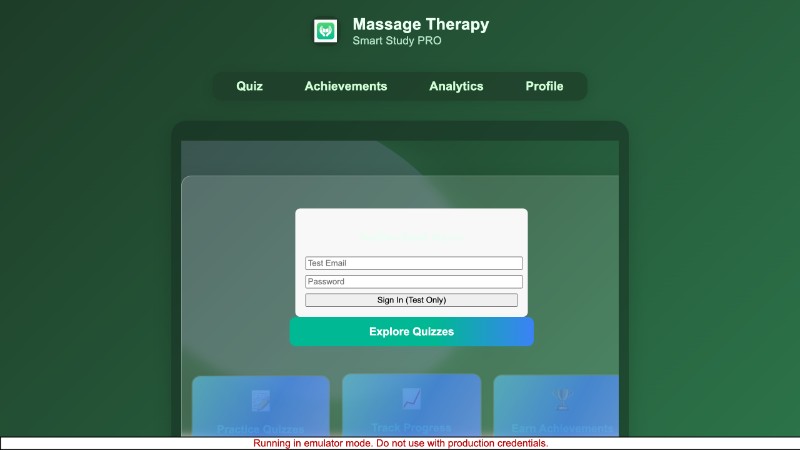 Massage Therapy
Smart Study PRO
Quiz Achievements Analytics Profile
Test Email
Password
Sign In (Test Only)
Explore Quizzes
Practice Quizzes Track Progress Earn Achievements
Running in emulator mode. Do not use with production credentials.